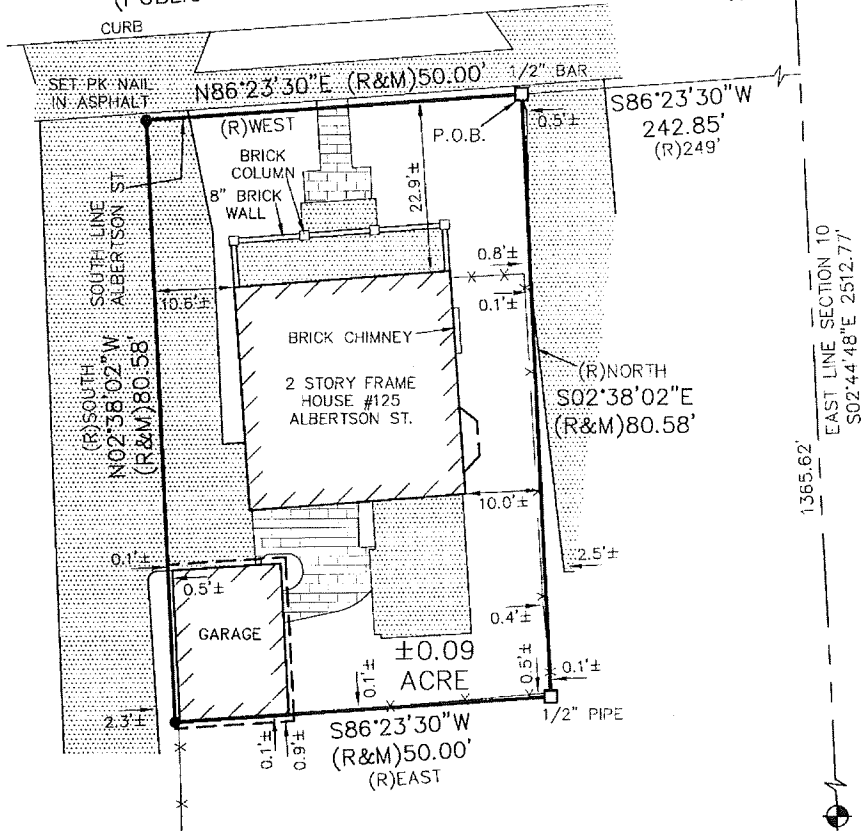 CURB
SET PK NAIL
IN ASPHALT
N86°23'30"E (R&M)50.00'
1/2" BAR
S86°23'30"W
242.85'
(R)249'
(R)WEST
P.O.B.
0.5'±
BRICK
COLUMN
8" BRICK
WALL
22.9'±
SOUTH LINE
ALBERTSON ST.
0.8'±
0.1'±
10.6'±
BRICK CHIMNEY
2 STORY FRAME
HOUSE #125
ALBERTSON ST.
(R)SOUTH
N02°38'02"W
(R&M)80.58'
(R)NORTH
S02°38'02"E
(R&M)80.58'
EAST LINE SECTION 10
S02°44'48"E 2512.77'
1365.62'
10.0'±
0.1'±
0.5'±
2.5'±
GARAGE
0.4'±
±0.09
ACRE
0.1'±
0.5'±
0.1'±
2.3'±
1/2" PIPE
0.1'±
0.9'±
S86°23'30"W
(R&M)50.00'
(R)EAST